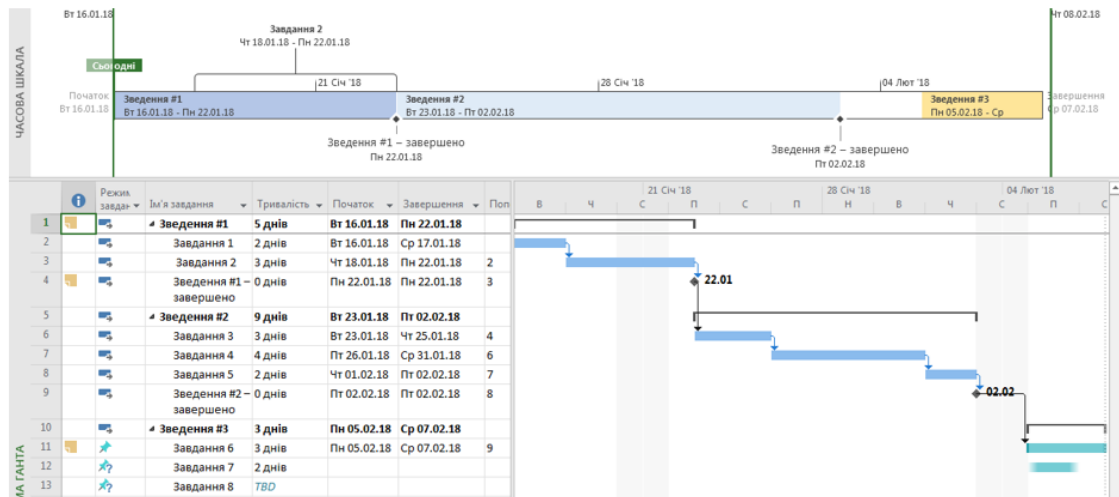 Вт 16.01.18
Чт 08.02.18
Завдання 2
Чт 18.01.18 - Пн 22.01.18
Сьогодні
21 Січ '18
28 Січ '18
04 Лют '18
ЧАСОВА ШКАЛА
Початок
Вт 16.01.18
Зведення #1
Вт 16.01.18 - Пн 22.01.18
Зведення #2
Вт 23.01.18 - Пт 02.02.18
Зведення #3
Пн 05.02.18 - Ср
Завершення
Ср 07.02.18
Зведення #1 – завершено
Пн 22.01.18
Зведення #2 – завершено
Пт 02.02.18
Режим завдан Ім'я завдання Тривалість Початок Завершення Поп
21 Січ '18 28 Січ '18 04 Лют '18
В Ч С П Н В Ч С П С
1 Зведення #1 5 днів Вт 16.01.18 Пн 22.01.18
2 Завдання 1 2 днів Вт 16.01.18 Ср 17.01.18
3 Завдання 2 3 днів Чт 18.01.18 Пн 22.01.18 2
4 Зведення #1 – завершено 0 днів Пн 22.01.18 Пн 22.01.18 3
22.01
5 Зведення #2 9 днів Вт 23.01.18 Пт 02.02.18
6 Завдання 3 3 днів Вт 23.01.18 Чт 25.01.18 4
7 Завдання 4 4 днів Пт 26.01.18 Ср 31.01.18 6
8 Завдання 5 2 днів Чт 01.02.18 Пт 02.02.18 7
9 Зведення #2 – завершено 0 днів Пт 02.02.18 Пт 02.02.18 8
02.02
10 Зведення #3 3 днів Пн 05.02.18 Ср 07.02.18
11 Завдання 6 3 днів Пн 05.02.18 Ср 07.02.18 9
12 Завдання 7 2 днів
13 Завдання 8 TBD
МА ГАНТА